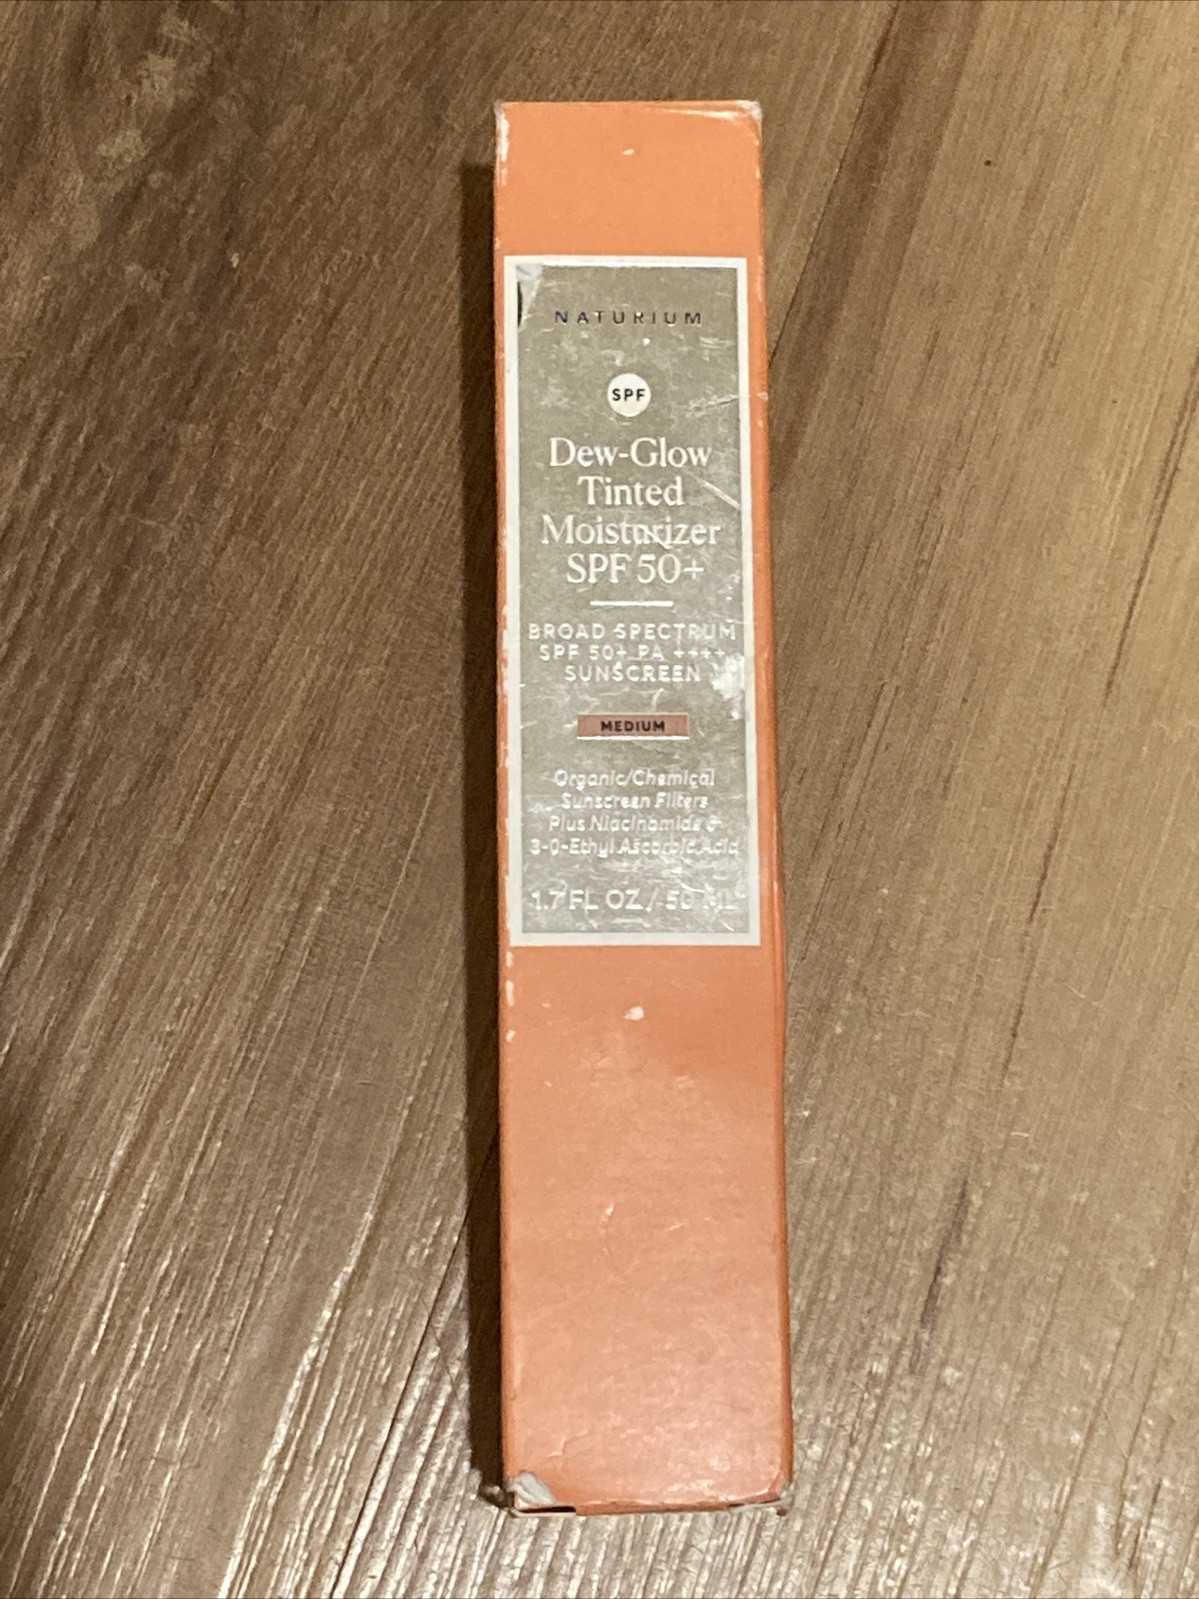 NATURIUM
SPF
Dew-Glow
Tinted
Moisturizer
SPF 50+
BROAD SPECTRUM
SPF 50+ PA ++++
SUNSCREEN
MEDIUM
Organic/Chemical
Sunscreen Filters
Plus Niacinamide &
3-O-Ethyl Ascorbic Acid
1.7 FL OZ / 50 ML